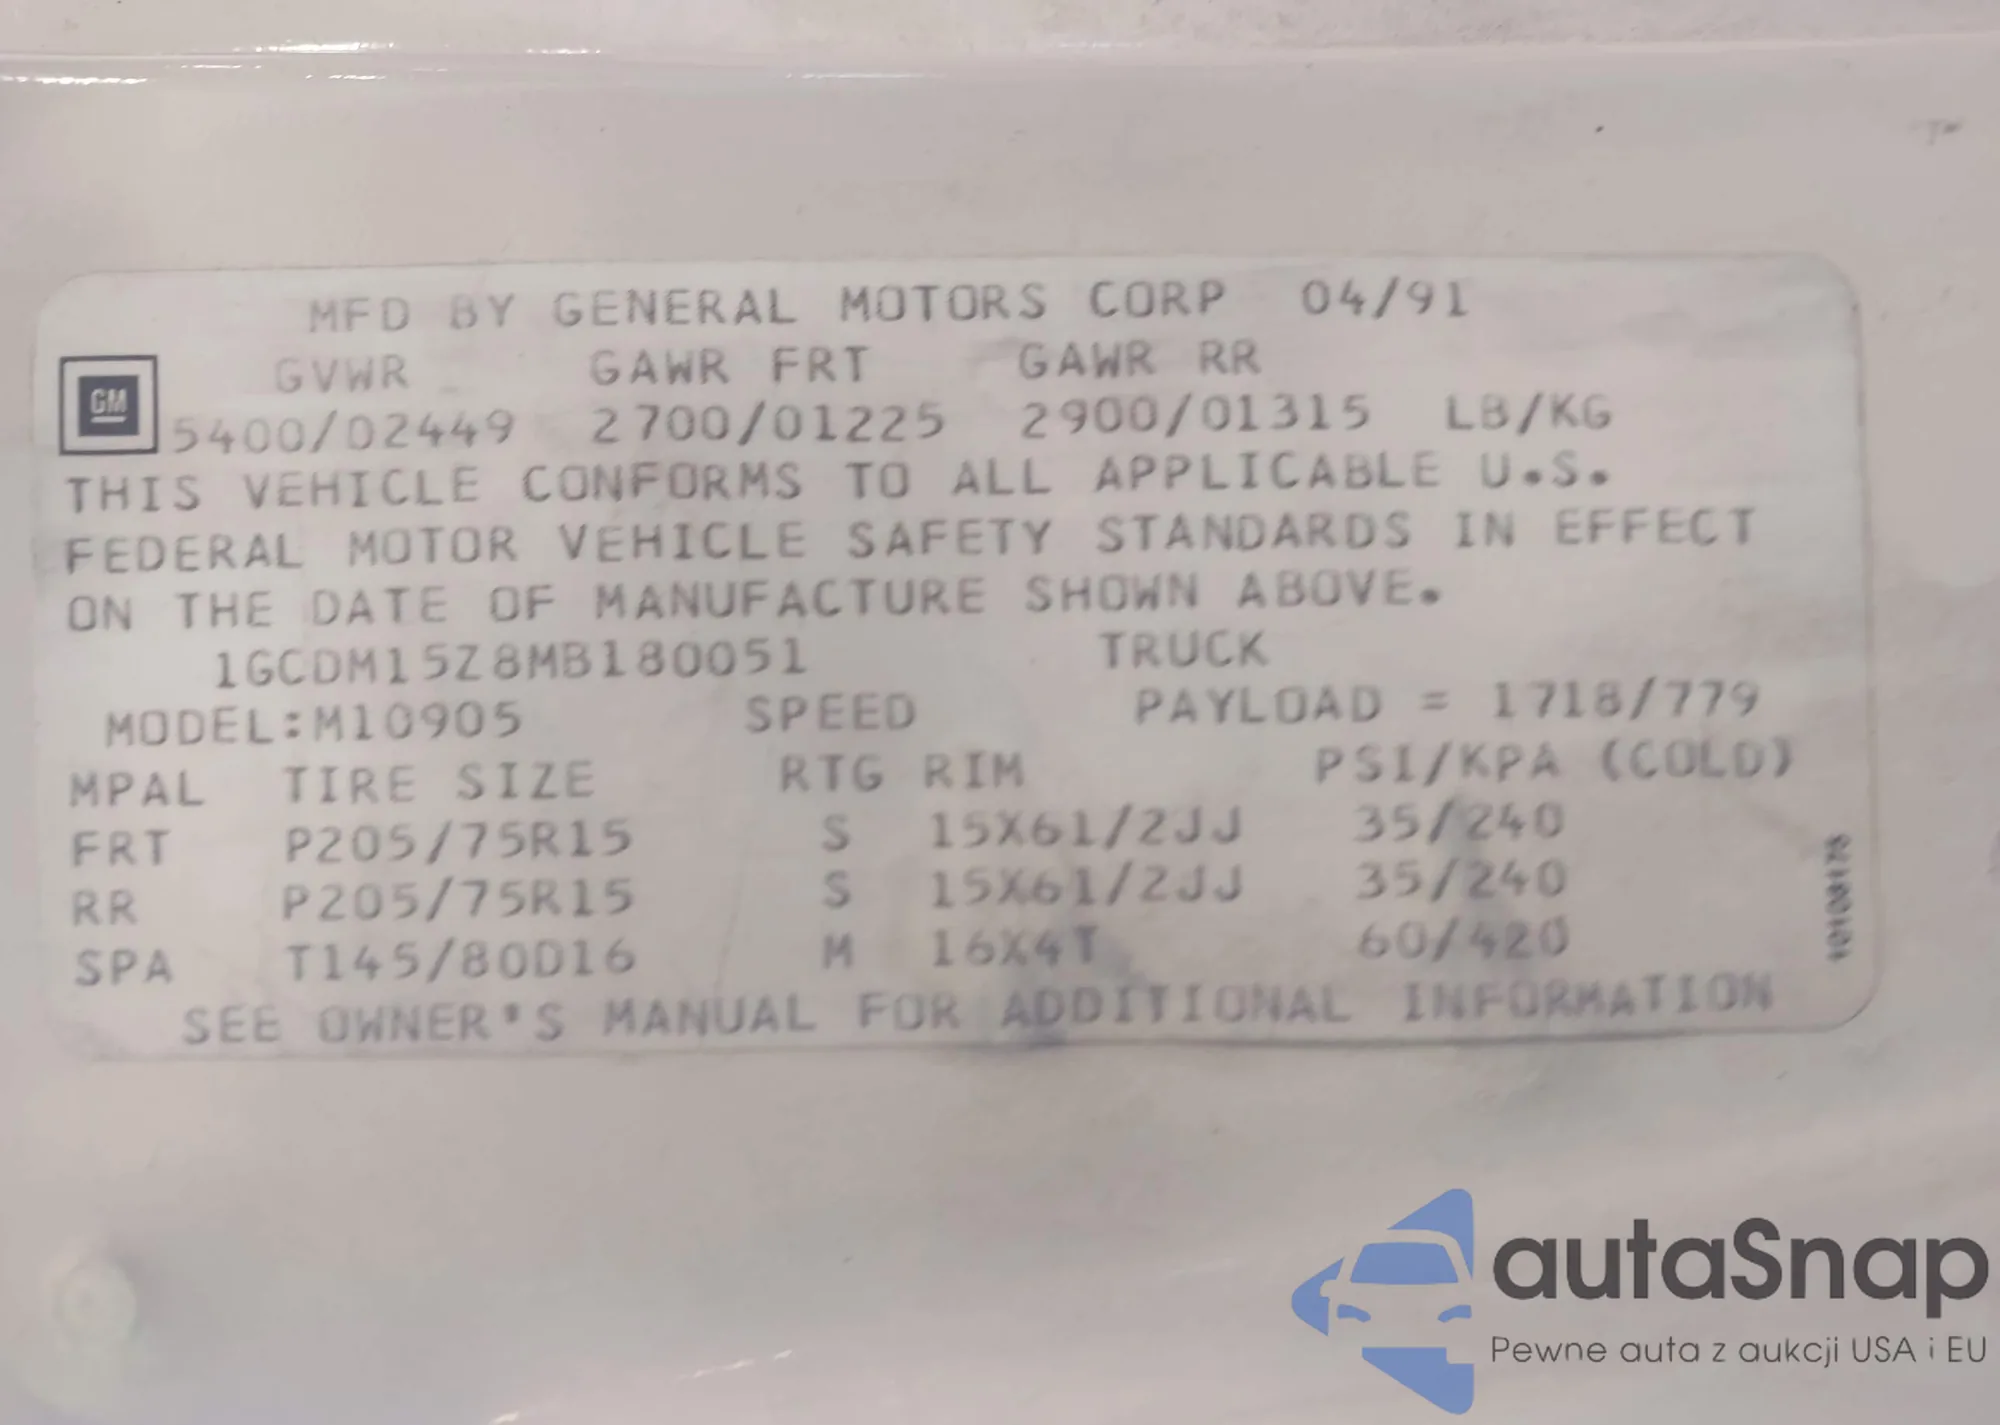 MFD BY GENERAL MOTORS CORP 04/91
GVWR GAWR FRT GAWR RR
GM
5400/02449 2700/01225 2900/01315 LB/KG
THIS VEHICLE CONFORMS TO ALL APPLICABLE U.S.
FEDERAL MOTOR VEHICLE SAFETY STANDARDS IN EFFECT
ON THE DATE OF MANUFACTURE SHOWN ABOVE.
1GCDM15Z8MB180051 TRUCK
MODEL:M10905 SPEED PAYLOAD = 1718/779
MPAL TIRE SIZE RTG RIM PSI/KPA (COLD)
FRT P205/75R15 S 15X61/2JJ 35/240
RR P205/75R15 S 15X61/2JJ 35/240
SPA T145/80D16 M 16X4T 60/420
SEE OWNER'S MANUAL FOR ADDITIONAL INFORMATION
autaSnap
Pewne auta z aukcji USA i EU